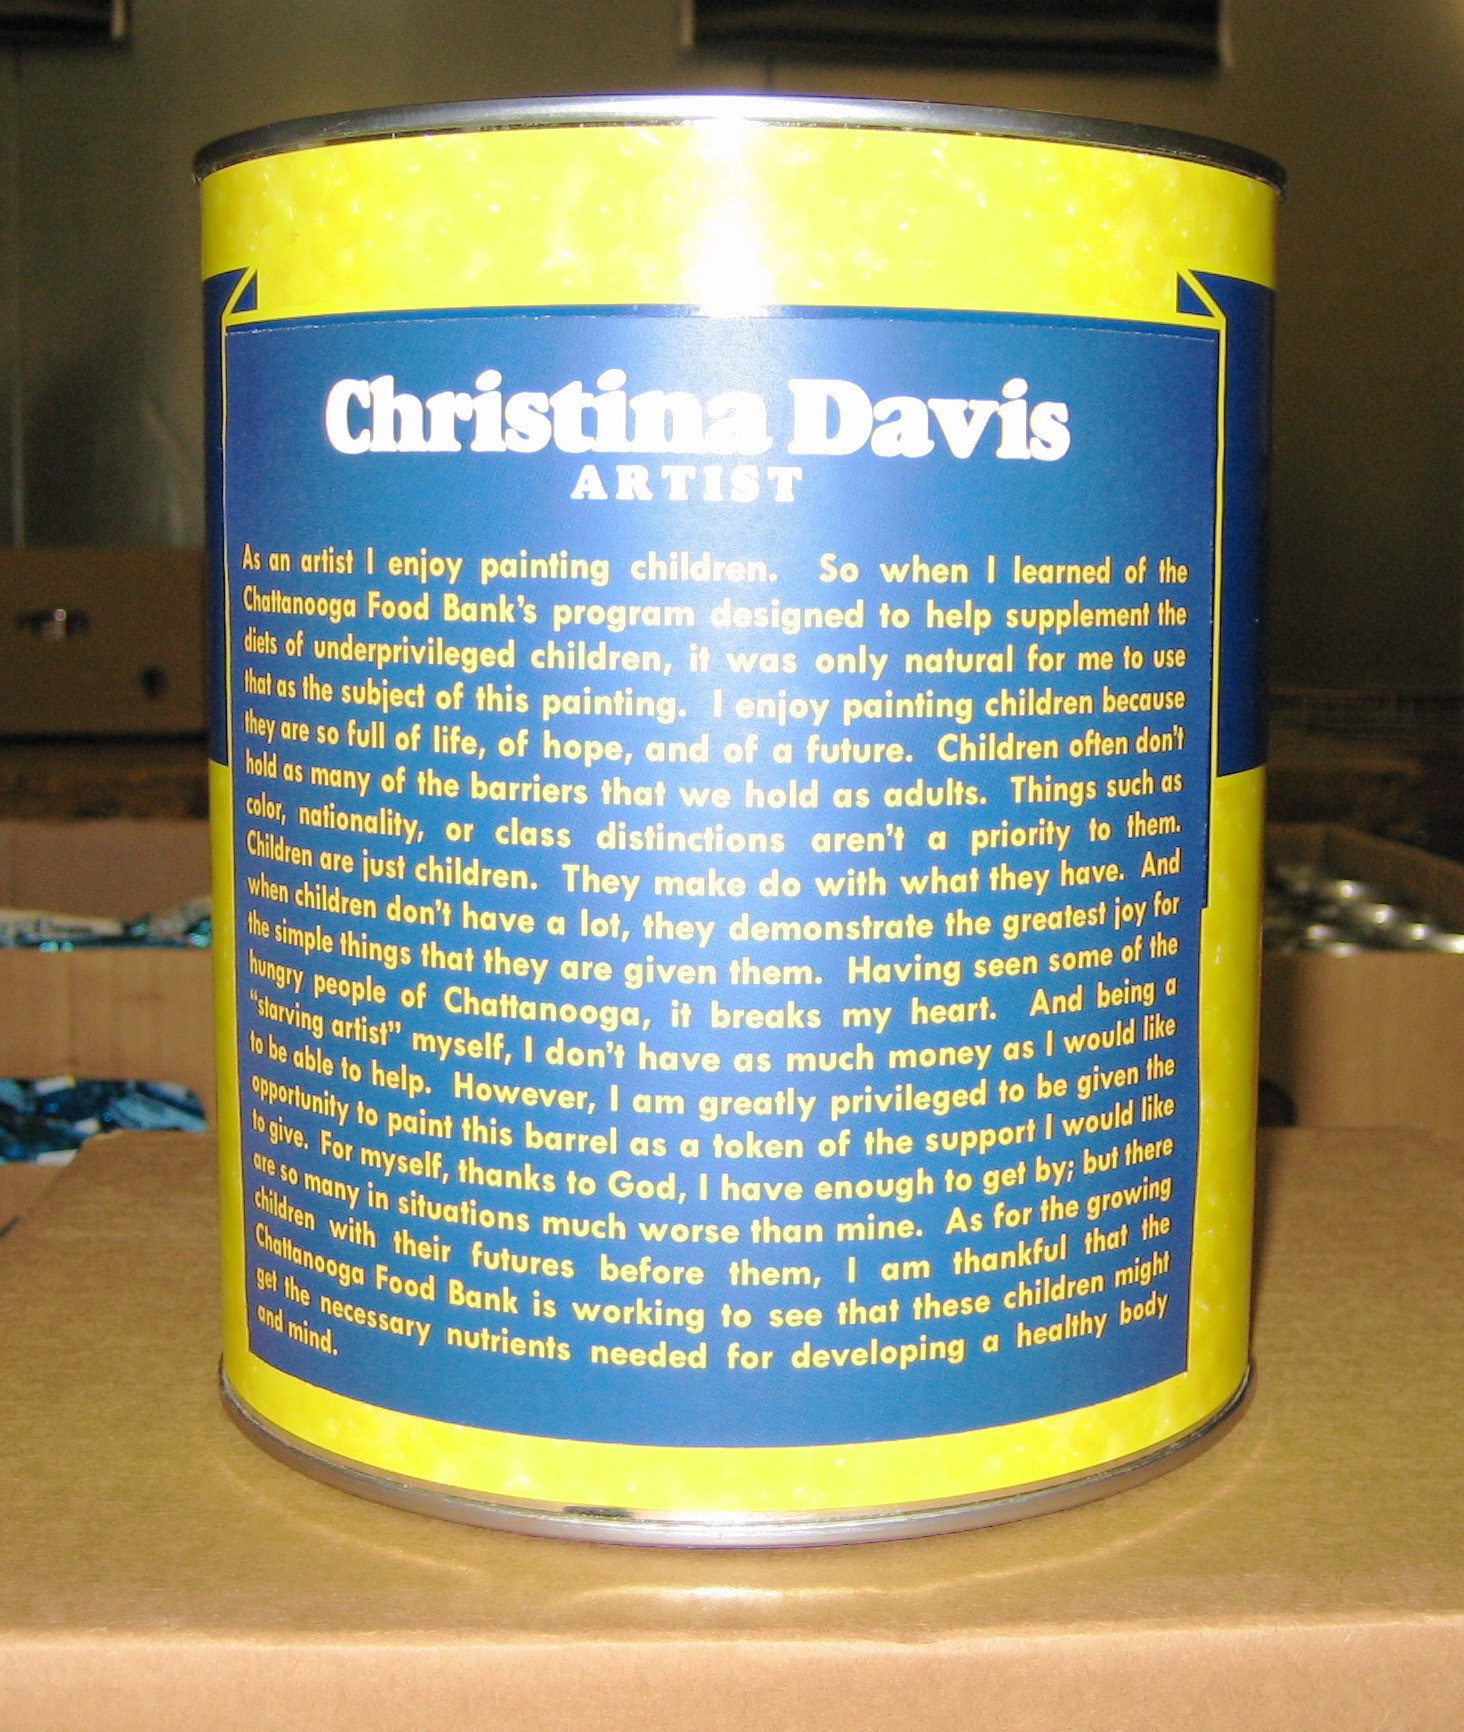 Christina Davis
ARTIST
As an artist I enjoy painting children. So when I learned of the
Chattanooga Food Bank's program designed to help supplement the
diets of underprivileged children, it was only natural for me to use
that as the subject of this painting. I enjoy painting children because
they are so full of life, of hope, and of a future. Children often don't
hold as many of the barriers that we hold as adults. Things such as
color, nationality, or class distinctions aren't a priority to them.
Children are just children. They make do with what they have. And
when children don't have a lot, they demonstrate the greatest joy for
the simple things that they are given them. Having seen some of the
hungry people of Chattanooga, it breaks my heart. And being a
"starving artist" myself, I don't have as much money as I would like
to be able to help. However, I am greatly privileged to be given the
opportunity to paint this barrel as a token of the support I would like
to give. For myself, thanks to God, I have enough to get by; but there
are so many in situations much worse than mine. As for the growing
children with their futures before them, I am thankful that the
Chattanooga Food Bank is working to see that these children might
get the necessary nutrients needed for developing a healthy body
and mind.